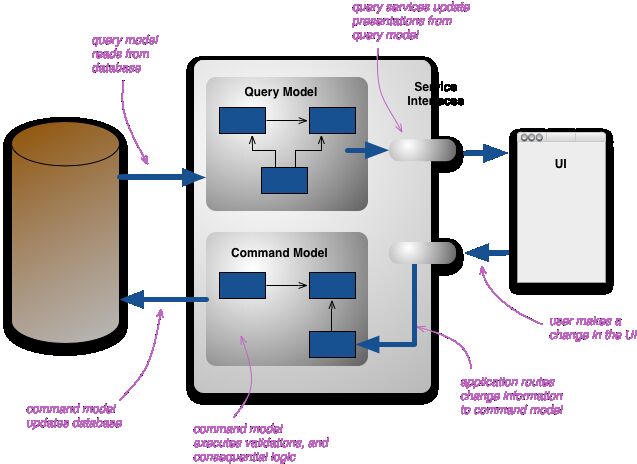 query services update
presentations from
query model
query model
reads from
database
Service
Interfaces
Query Model
UI
Command Model
user makes a
change in the UI
application routes
change information
to command model
command model
updates database
command model
executes validations, and
consequential logic